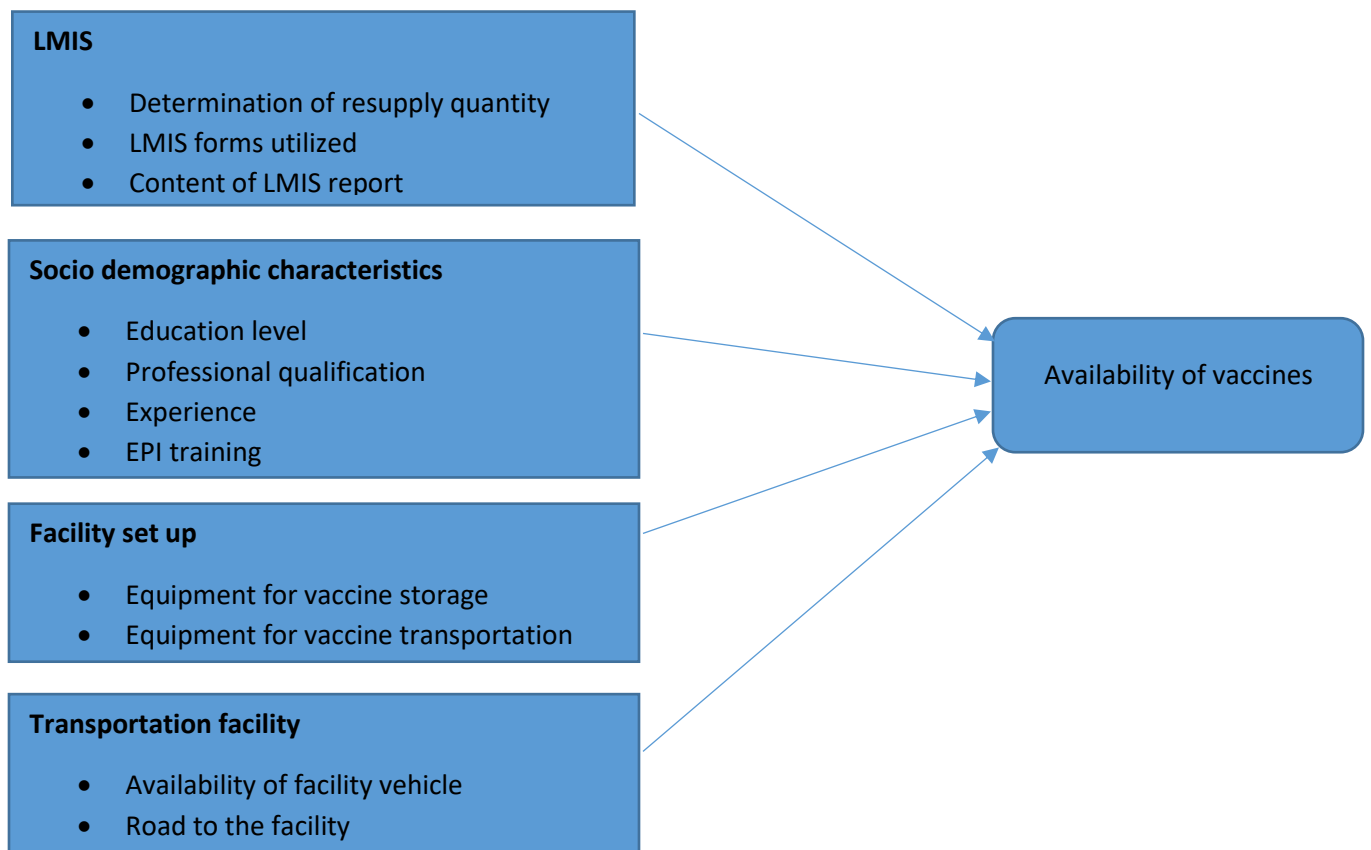 LMIS
• Determination of resupply quantity
• LMIS forms utilized
• Content of LMIS report
Socio demographic characteristics
• Education level
• Professional qualification
• Experience
• EPI training
Facility set up
• Equipment for vaccine storage
• Equipment for vaccine transportation
Transportation facility
• Availability of facility vehicle
• Road to the facility
Availability of vaccines